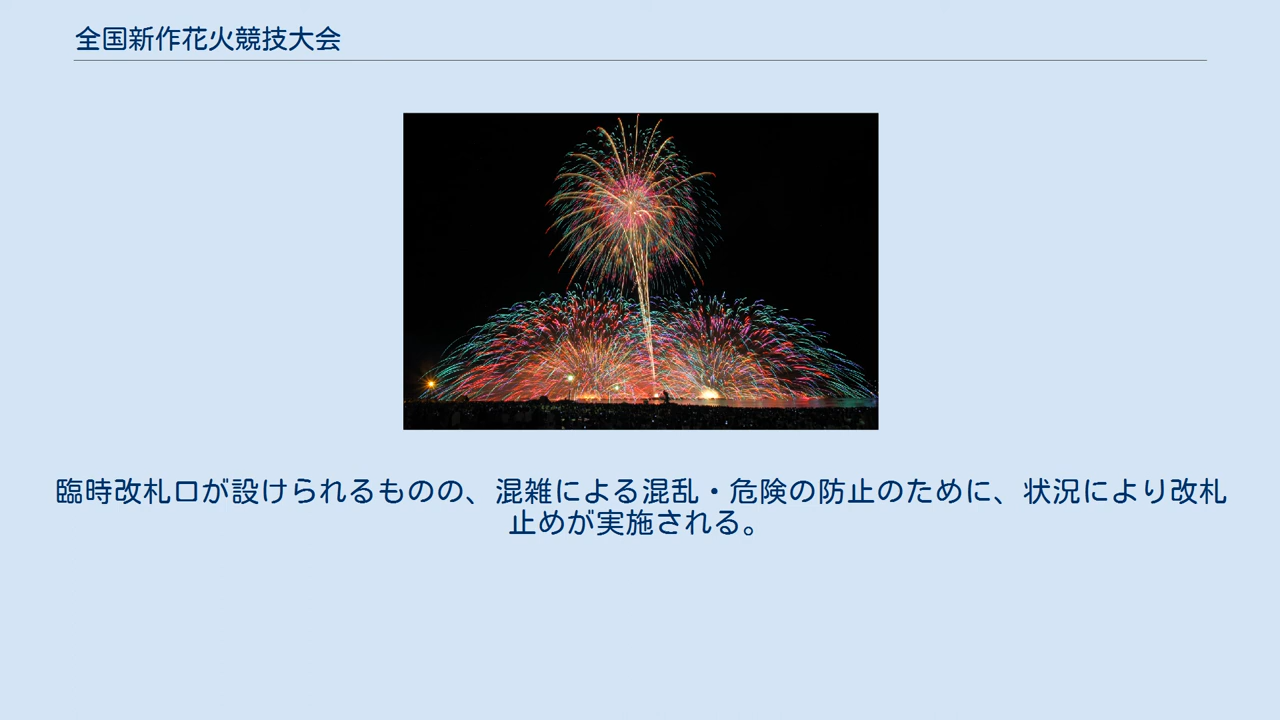 全国新作花火競技大会
臨時改札口が設けられるものの、混雑による混乱・危険の防止のために、状況により改札
止めが実施される。